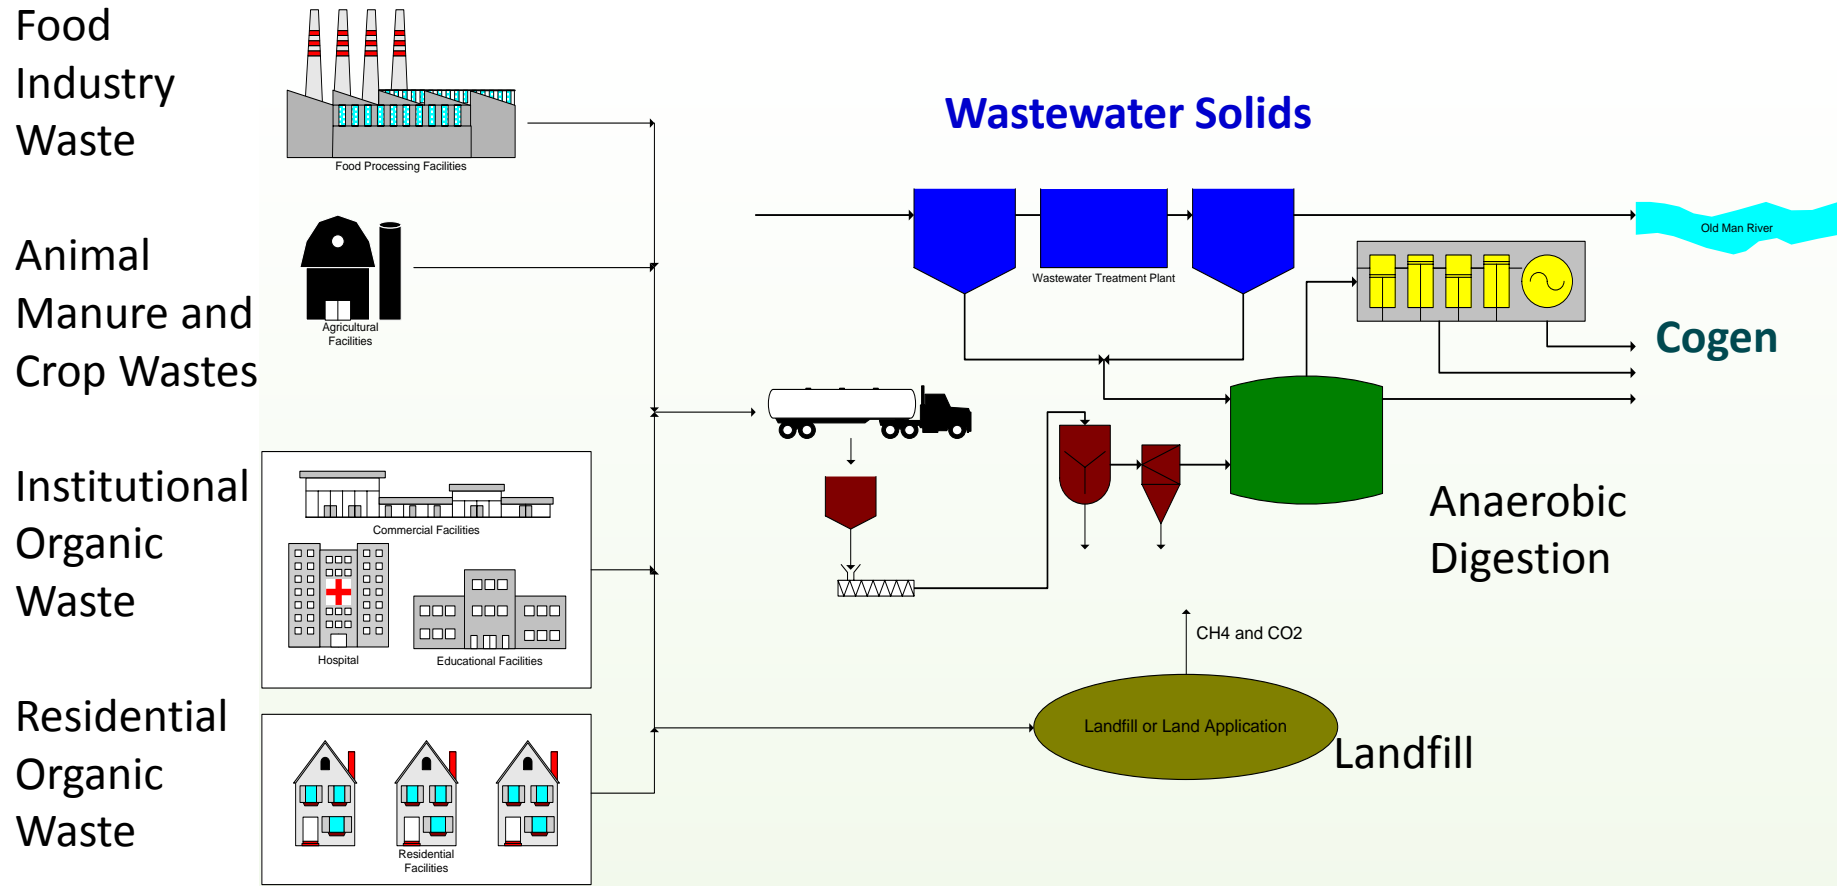 Food
Industry
Waste
Food Processing Facilities
Animal
Manure and
Crop Wastes
Agricultural
Facilities
Institutional
Organic
Waste
Commercial Facilities
Hospital
Educational Facilities
Residential
Organic
Waste
Residential
Facilities
Wastewater Solids
Wastewater Treatment Plant
Old Man River
Cogen
Anaerobic
Digestion
CH4 and CO2
Landfill or Land Application
Landfill